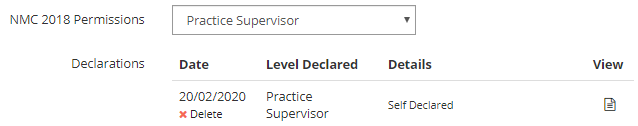 NMC 2018 Permissions Practice Supervisor
Declarations Date Level Declared Details View
20/02/2020 Practice Supervisor Self Declared
Delete